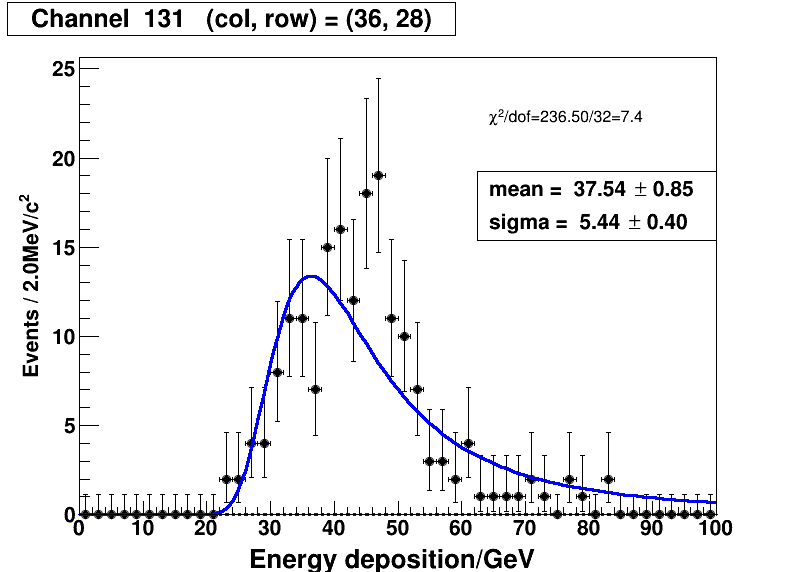 Channel 131 (col, row) = (36, 28)
χ²/dof=236.50/32=7.4
mean = 37.54 ± 0.85
sigma = 5.44 ± 0.40
Events / 2.0MeV/c²
25
20
15
10
5
0
0 10 20 30 40 50 60 70 80 90 100
Energy deposition/GeV